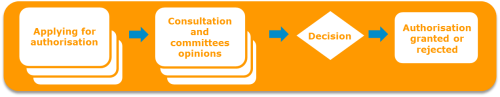 Applying for
authorisation
Consultation
and
committees
opinions
Decision
Authorisation
granted or
rejected